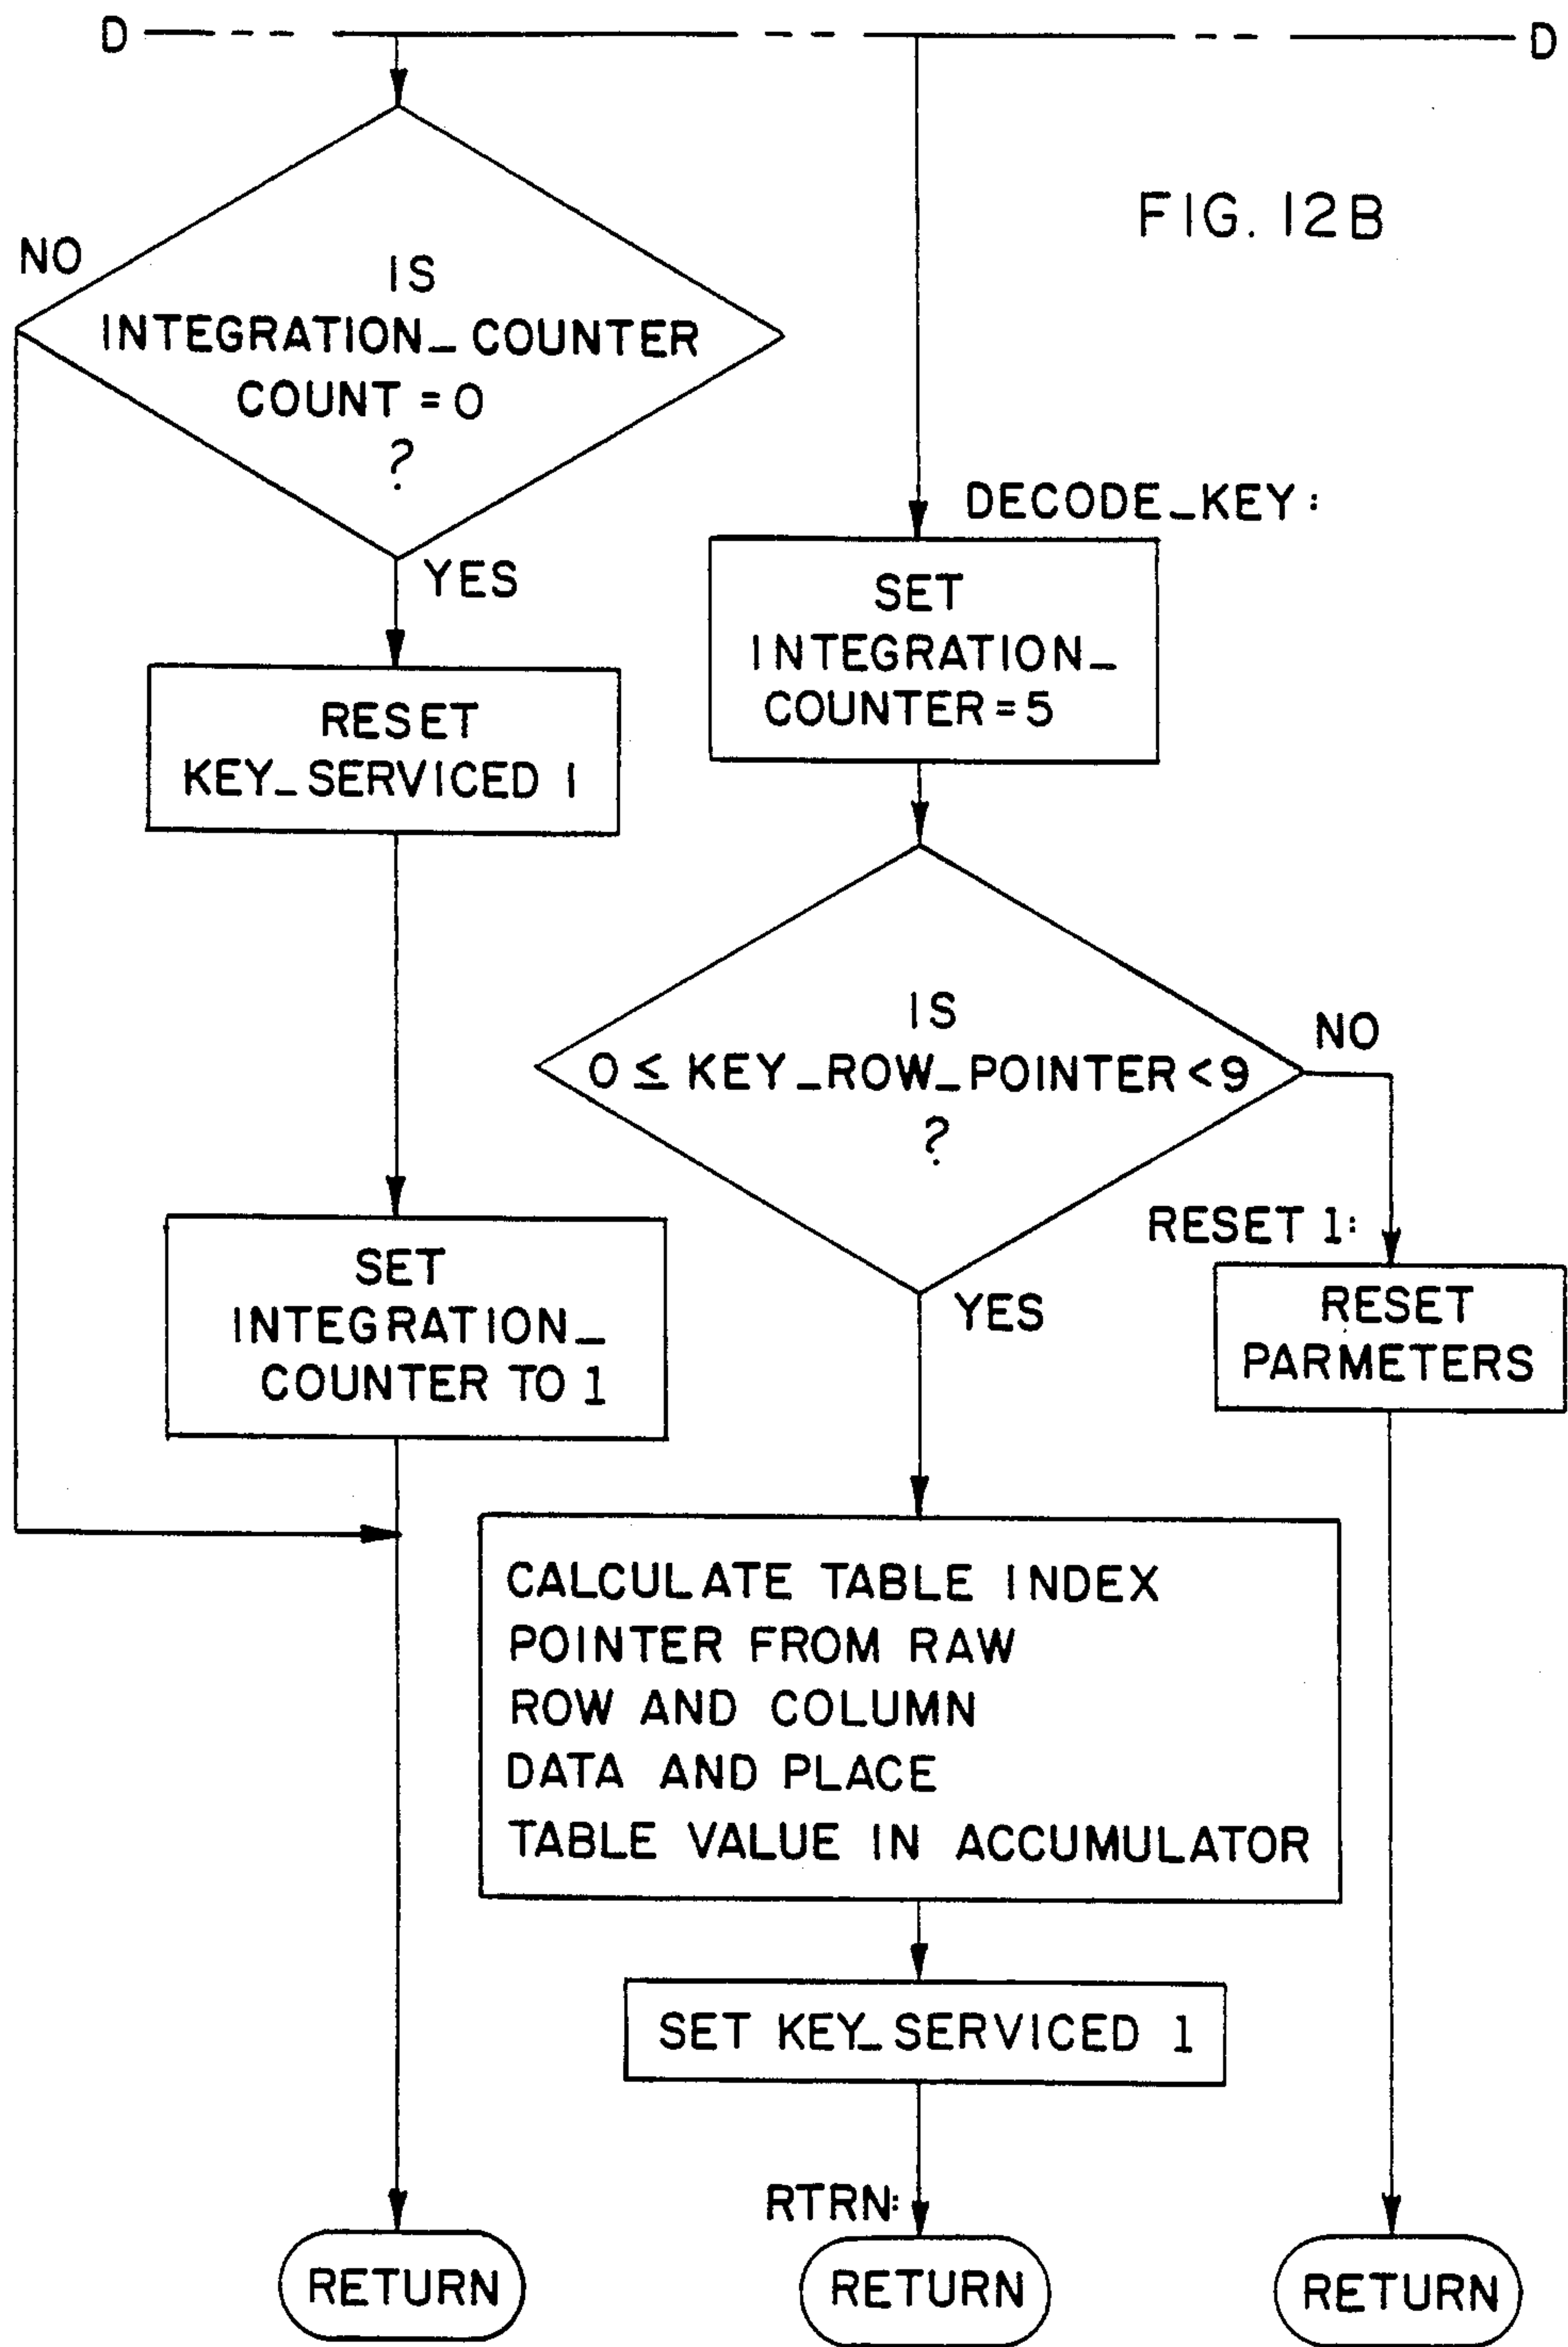 D D
FIG. 12B
NO
IS
INTEGRATION_ COUNTER
COUNT = 0
?
YES
RESET
KEY_SERVICED 1
SET
INTEGRATION_
COUNTER TO 1
RETURN
DECODE_KEY:
SET
INTEGRATION_
COUNTER = 5
IS
0 ≤ KEY_ROW_POINTER < 9
?
NO
YES
RESET 1:
RESET
PARMETERS
CALCULATE TABLE INDEX
POINTER FROM RAW
ROW AND COLUMN
DATA AND PLACE
TABLE VALUE IN ACCUMULATOR
SET KEY_SERVICED 1
RTRN:
RETURN
RETURN